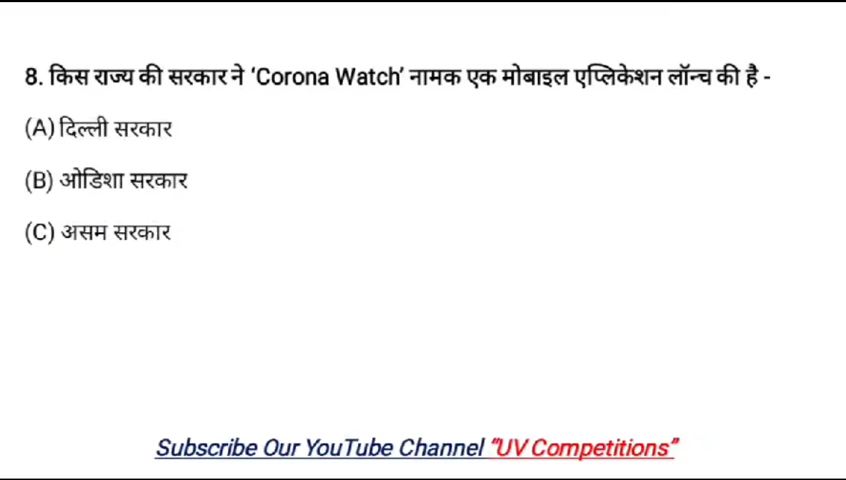 8. किस राज्य की सरकार ने ‘Corona Watch’ नामक एक मोबाइल एप्लिकेशन लॉन्च की है -
(A) दिल्ली सरकार
(B) ओडिशा सरकार
(C) असम सरकार
Subscribe Our YouTube Channel “UV Competitions”